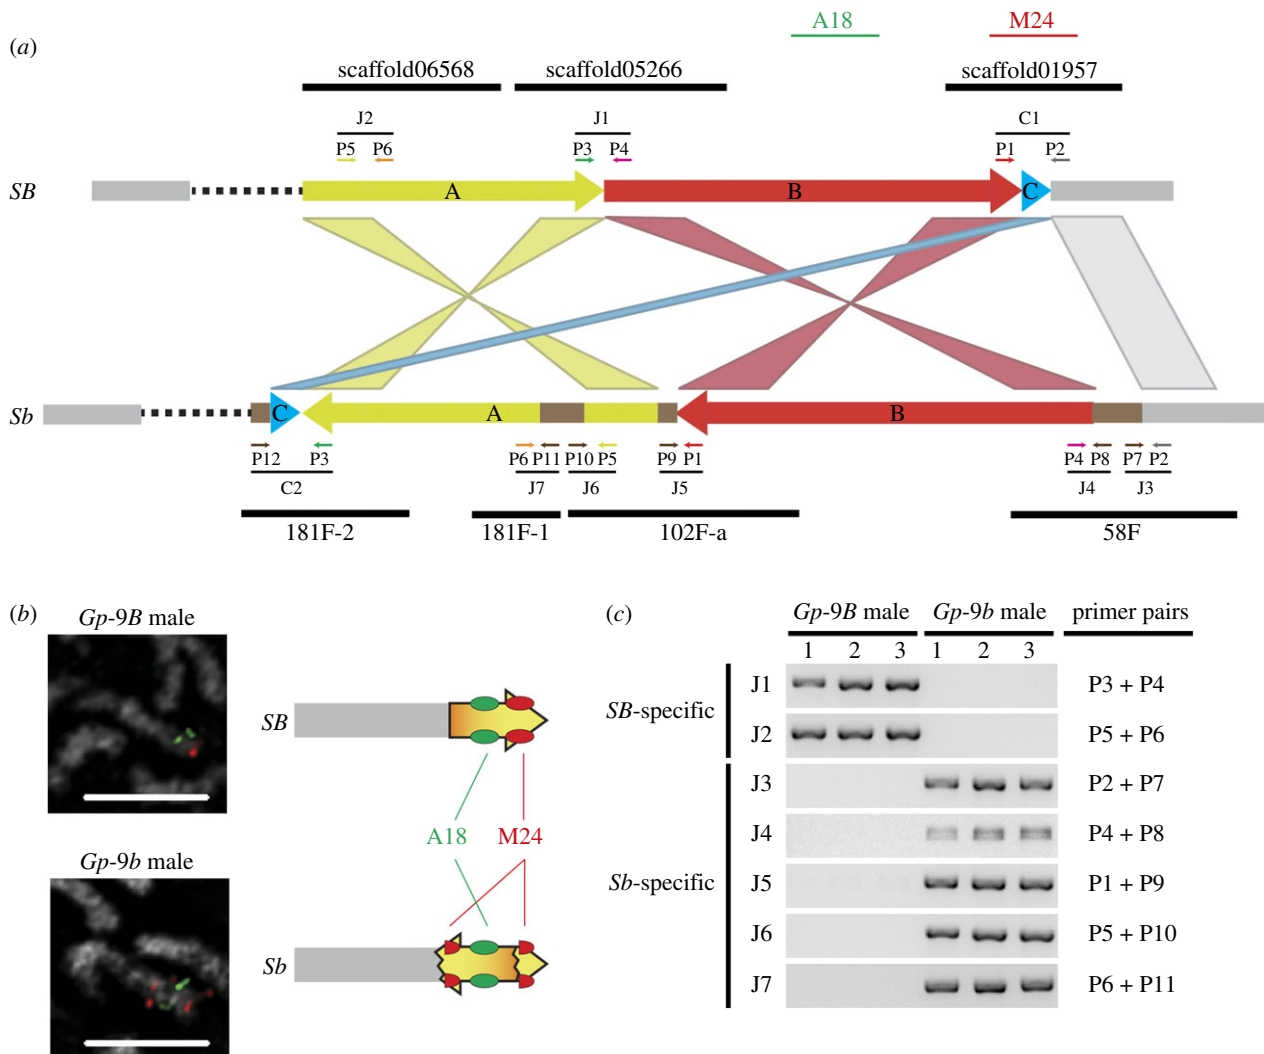 (a)
A18 M24
scaffold06568 scaffold05266 scaffold01957
J2 J1 C1
P5 P6 P3 P4 P1 P2
SB A B C
Sb C A B
P12 P3 P6 P11 P10 P5 P9 P1 P4 P8 P7 P2
C2 J7 J6 J5 J4 J3
181F-2 181F-1 102F-a 58F
(b)
Gp-9B male
SB
A18 M24
Gp-9b male
Sb
(c)
Gp-9B male Gp-9b male primer pairs
1 2 3 1 2 3
SB-specific
J1 P3 + P4
J2 P5 + P6
Sb-specific
J3 P2 + P7
J4 P4 + P8
J5 P1 + P9
J6 P5 + P10
J7 P6 + P11